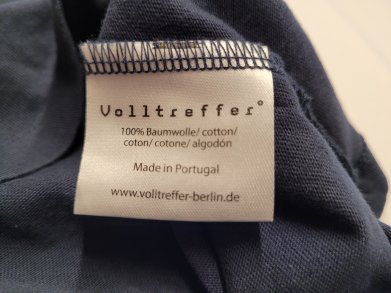 Volltreffer°
100% Baumwolle/ cotton/
coton/ cotone/ algodón
Made in Portugal
www.volltreffer-berlin.de